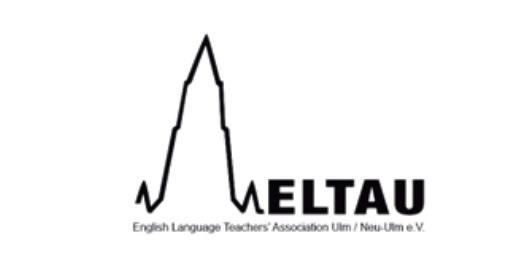 ELTAU
English Language Teachers' Association Ulm / Neu-Ulm e.V.